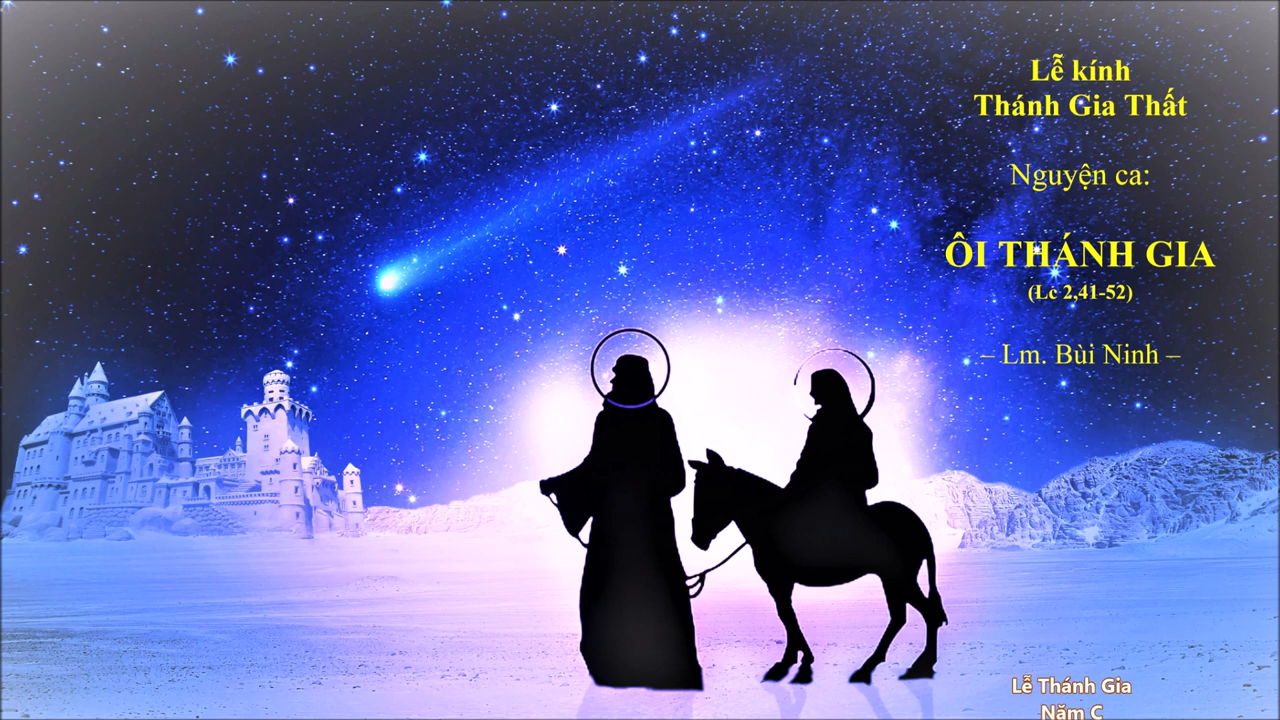 Lễ kính
Thánh Gia Thất
Nguyện ca:
ÔI THÁNH GIA
(Lc 2,41-52)
– Lm. Bùi Ninh –
Lễ Thánh Gia
Năm C